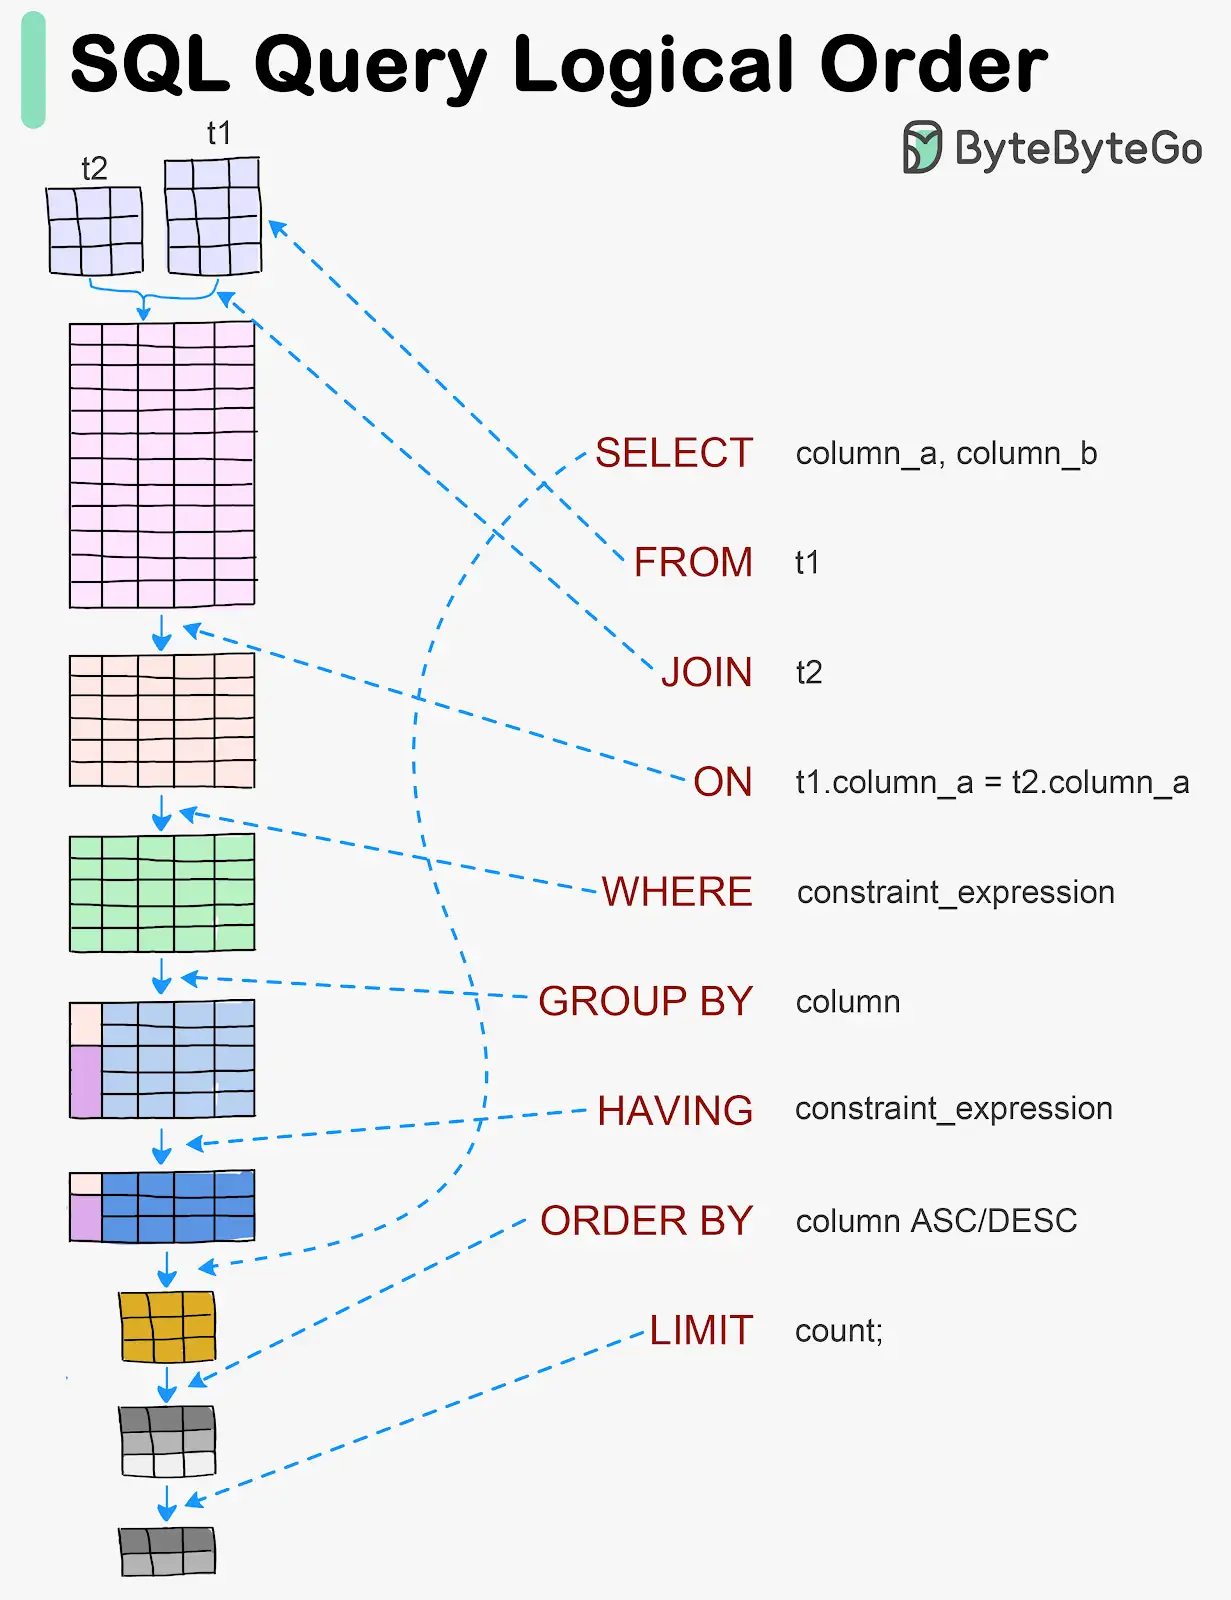 SQL Query Logical Order
ByteByteGo
t1
t2
SELECT column_a, column_b
FROM t1
JOIN t2
ON t1.column_a = t2.column_a
WHERE constraint_expression
GROUP BY column
HAVING constraint_expression
ORDER BY column ASC/DESC
LIMIT count;